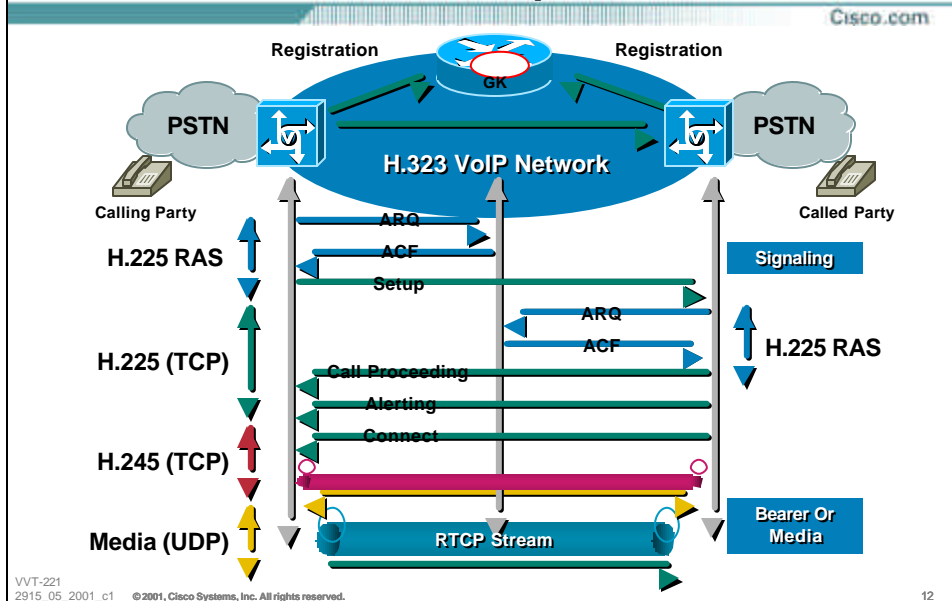 Cisco.com
Registration
Registration
GK
PSTN
V
V
PSTN
H.323 VoIP Network
Calling Party
Called Party
ARQ
H.225 RAS
ACF
Signaling
Setup
ARQ
ACF
H.225 RAS
H.225 (TCP)
Call Proceeding
Alerting
Connect
H.245 (TCP)
Bearer Or
Media
Media (UDP)
RTCP Stream
VVT-221
2915_05_2001_c1 © 2001, Cisco Systems, Inc. All rights reserved. 12